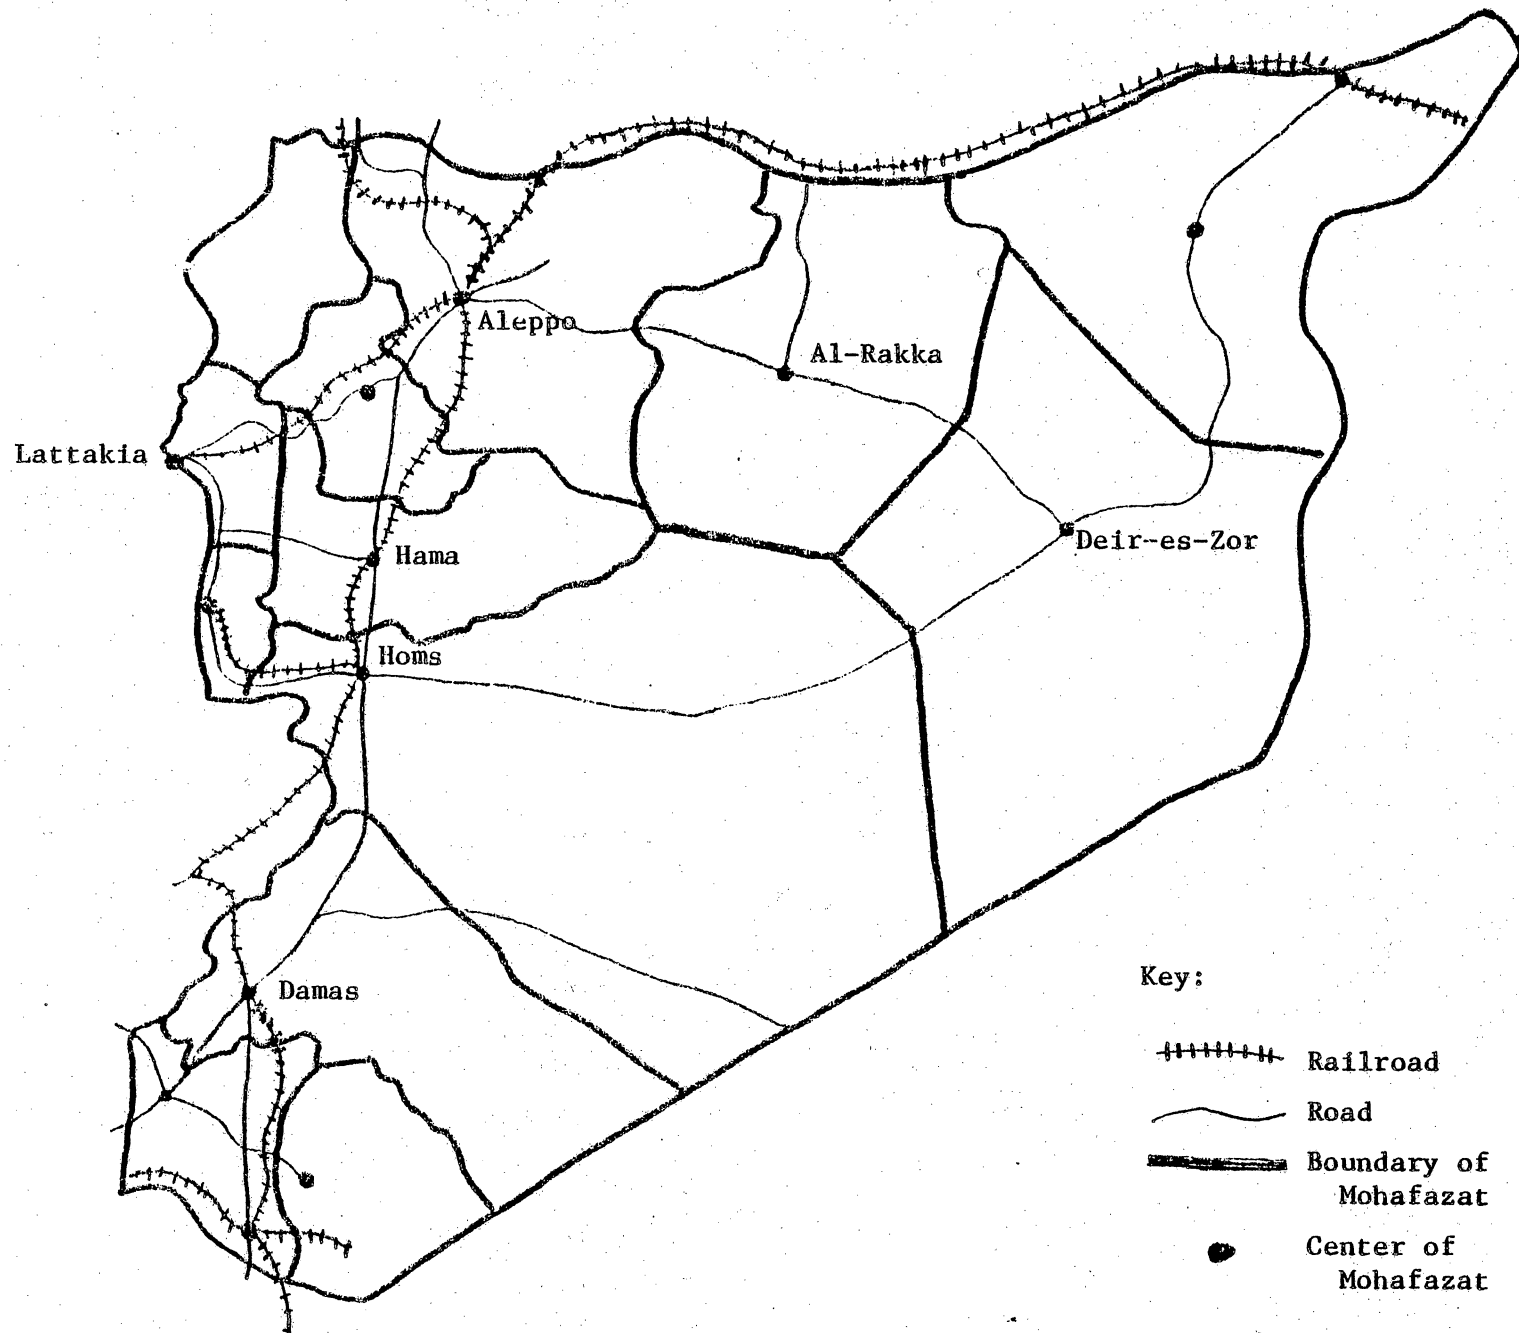 Aleppo
Al-Rakka
Lattakia
Hama
Deir-es-Zor
Homs
Damas
Key:
Railroad
Road
Boundary of
Mohafazat
Center of
Mohafazat